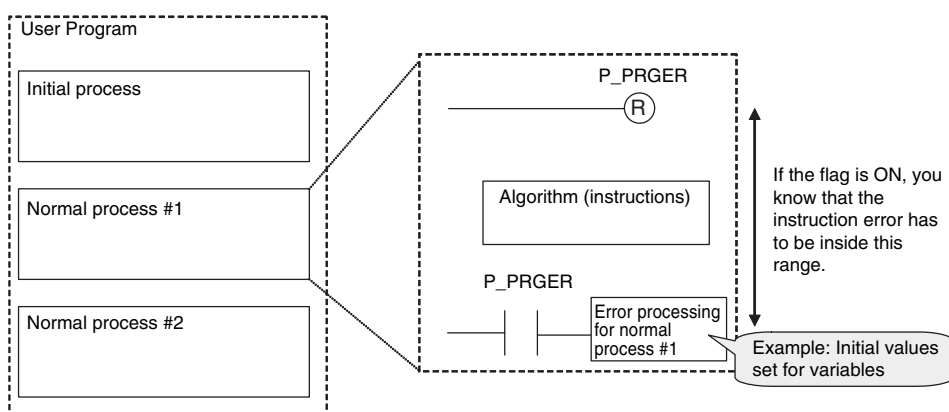 User Program
Initial process
Normal process #1
Normal process #2
P_PRGER
R
Algorithm (instructions)
P_PRGER
Error processing
for normal
process #1
If the flag is ON, you
know that the
instruction error has
to be inside this
range.
Example: Initial values
set for variables